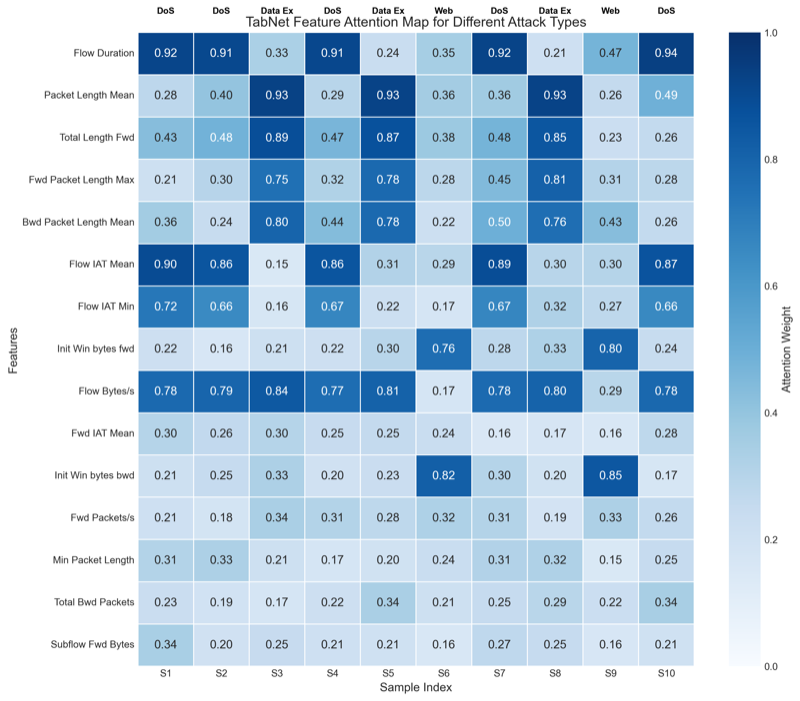 DoS DoS Data Ex DoS Data Ex Web DoS Data Ex Web DoS
TabNet Feature Attention Map for Different Attack Types
Flow Duration 0.92 0.91 0.33 0.91 0.24 0.35 0.92 0.21 0.47 0.94
Packet Length Mean 0.28 0.40 0.93 0.29 0.93 0.36 0.36 0.93 0.26 0.49
Total Length Fwd 0.43 0.48 0.89 0.47 0.87 0.38 0.48 0.85 0.23 0.26
Fwd Packet Length Max 0.21 0.30 0.75 0.32 0.78 0.28 0.45 0.81 0.31 0.28
Bwd Packet Length Mean 0.36 0.24 0.80 0.44 0.78 0.22 0.50 0.76 0.43 0.26
Flow IAT Mean 0.90 0.86 0.15 0.86 0.31 0.29 0.89 0.30 0.30 0.87
Flow IAT Min 0.72 0.66 0.16 0.67 0.22 0.17 0.67 0.32 0.27 0.66
Init Win bytes fwd 0.22 0.16 0.21 0.22 0.30 0.76 0.28 0.33 0.80 0.24
Flow Bytes/s 0.78 0.79 0.84 0.77 0.81 0.17 0.78 0.80 0.29 0.78
Fwd IAT Mean 0.30 0.26 0.30 0.25 0.25 0.24 0.16 0.17 0.16 0.28
Init Win bytes bwd 0.21 0.25 0.33 0.20 0.23 0.82 0.30 0.20 0.85 0.17
Fwd Packets/s 0.21 0.18 0.34 0.31 0.28 0.32 0.31 0.19 0.33 0.26
Min Packet Length 0.31 0.33 0.21 0.17 0.20 0.24 0.31 0.32 0.15 0.25
Total Bwd Packets 0.23 0.19 0.17 0.22 0.34 0.21 0.25 0.29 0.22 0.34
Subflow Fwd Bytes 0.34 0.20 0.25 0.21 0.21 0.16 0.27 0.25 0.16 0.21
S1 S2 S3 S4 S5 S6 S7 S8 S9 S10
Sample Index
Features
1.0
0.8
0.6
0.4
0.2
0.0
Attention Weight